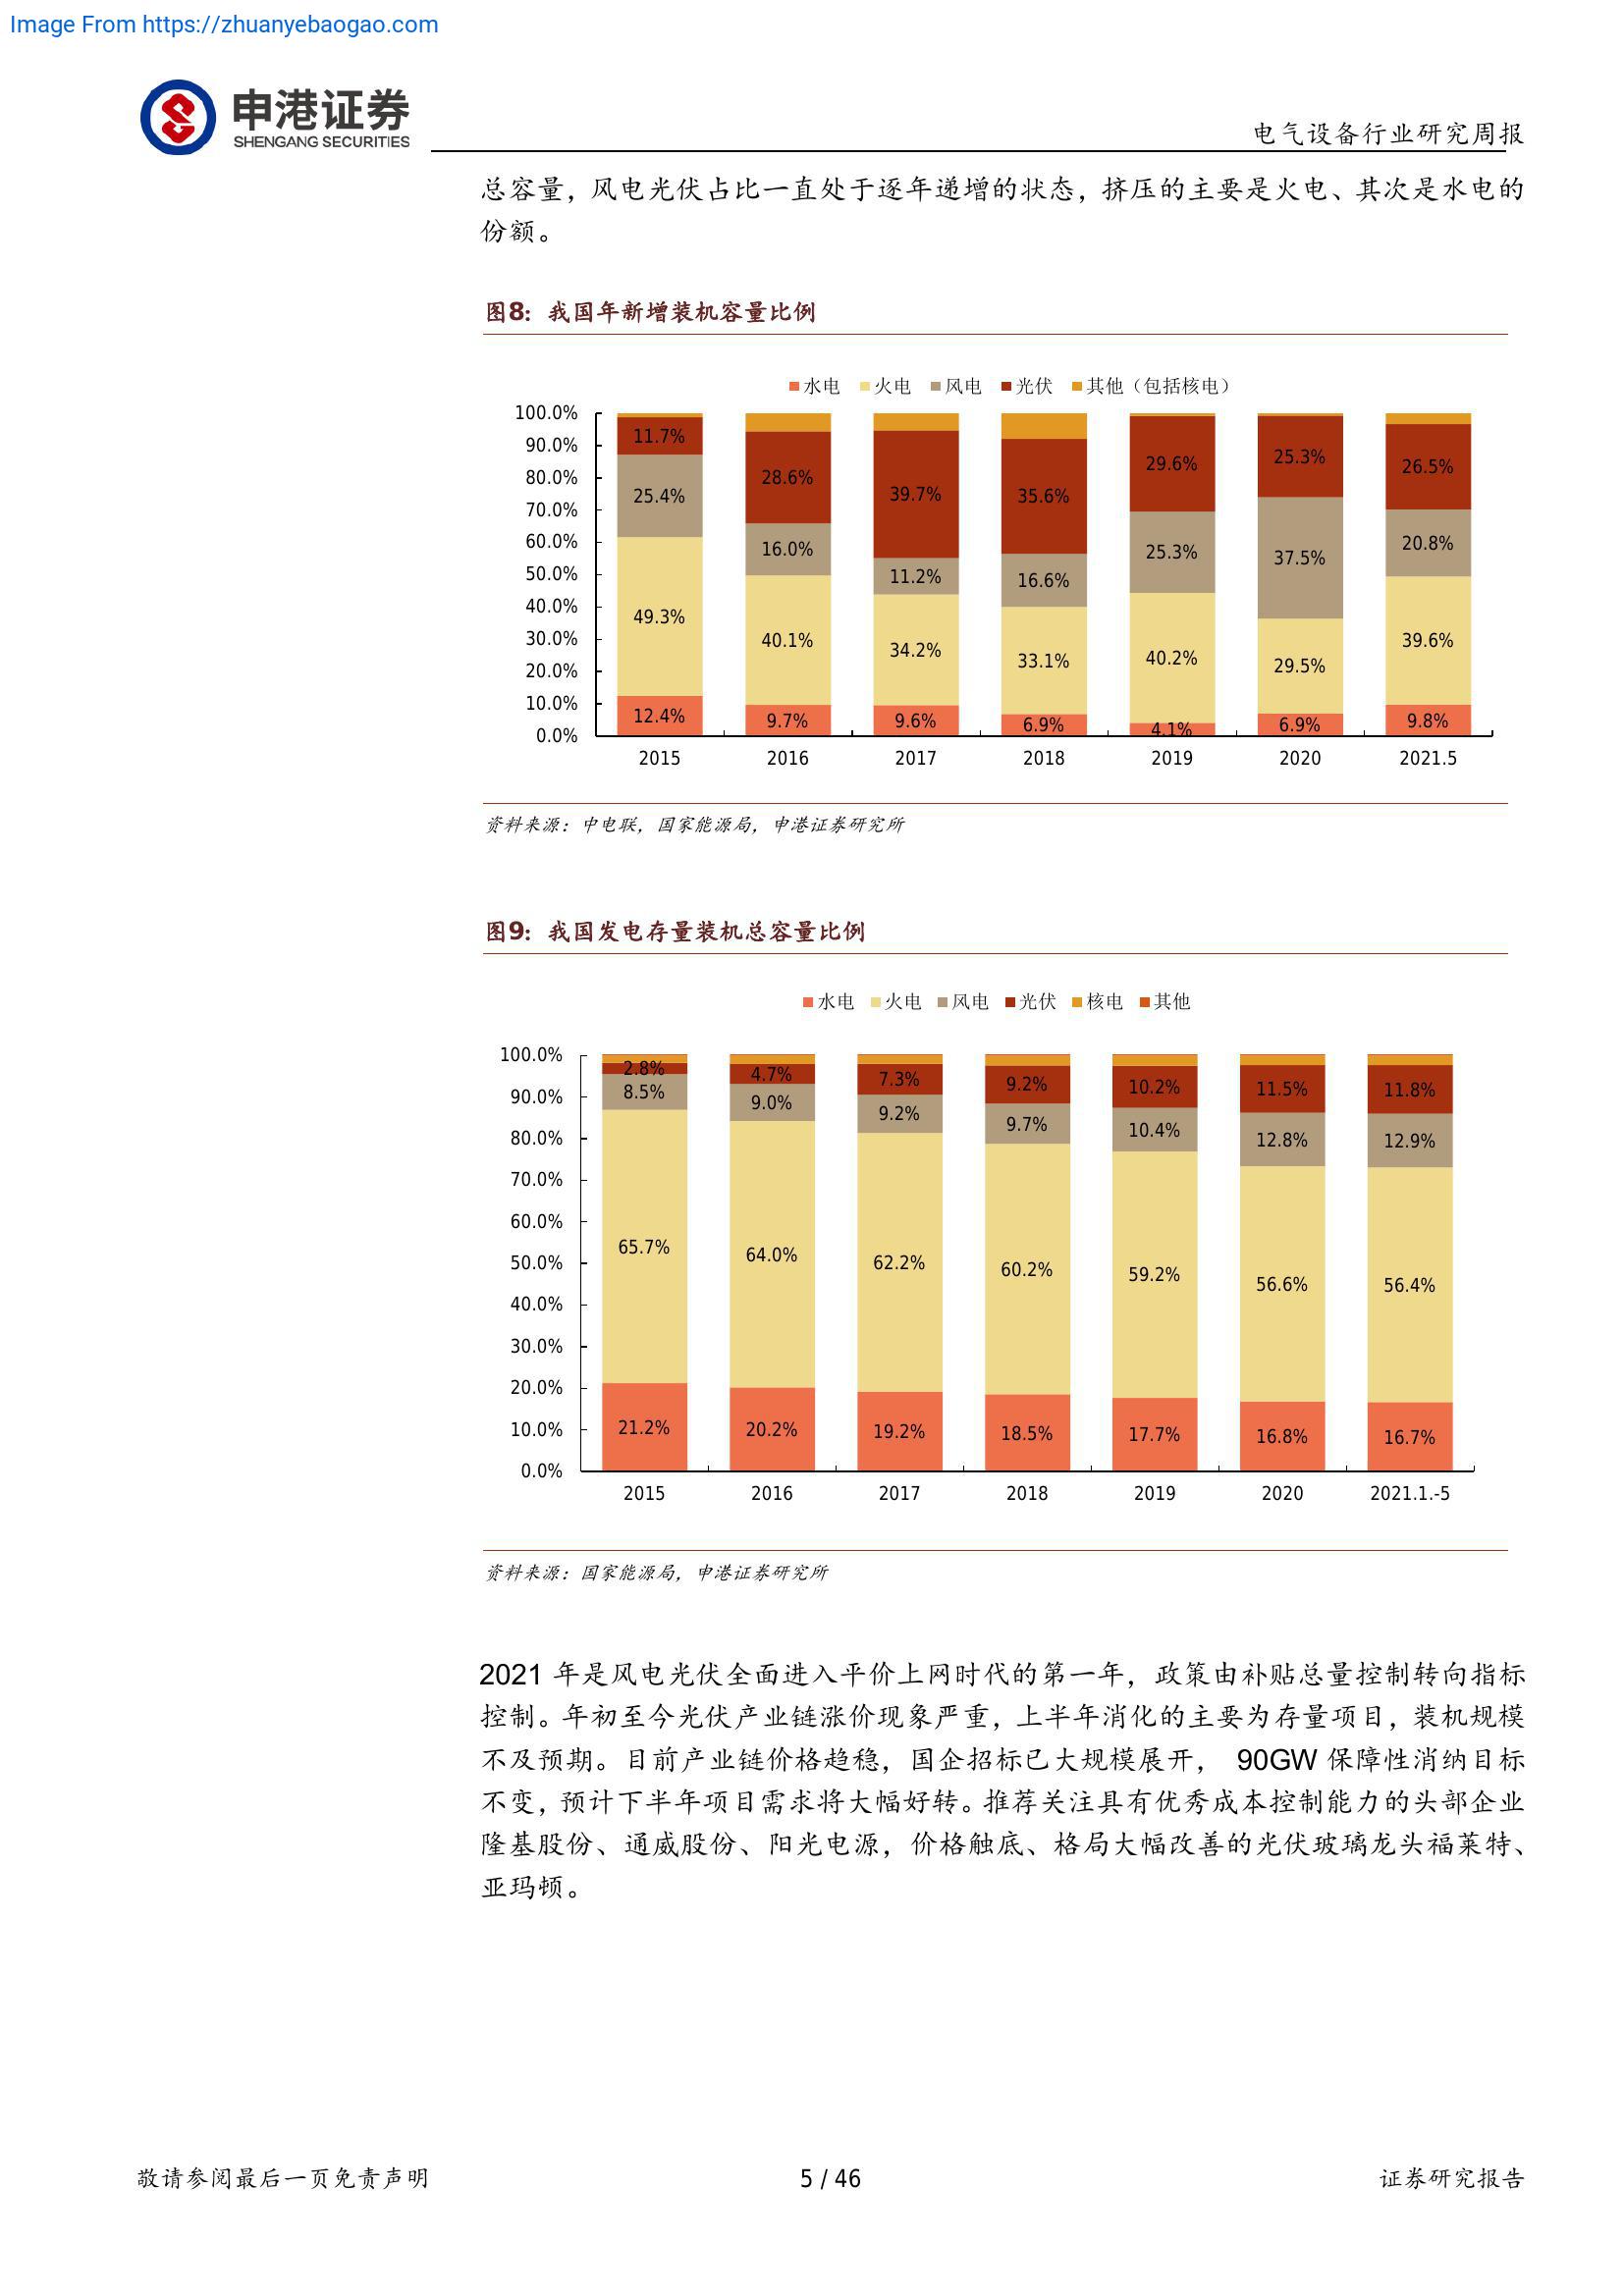 Image From https://zhuanyebaogao.com
申港证券
SHENGANG SECURITIES
电气设备行业研究周报
总容量，风电光伏占比一直处于逐年递增的状态，挤压的主要是火电、其次是水电的
份额。
图8：我国年新增装机容量比例
水电 火电 风电 光伏 其他（包括核电）
100.0%
90.0%
80.0%
70.0%
60.0%
50.0%
40.0%
30.0%
20.0%
10.0%
0.0%
11.7% 28.6% 39.7% 35.6% 29.6% 25.3% 26.5%
25.4% 16.0% 11.2% 16.6% 25.3% 37.5% 20.8%
49.3% 40.1% 34.2% 33.1% 40.2% 29.5% 39.6%
12.4% 9.7% 9.6% 6.9% 4.1% 6.9% 9.8%
2015 2016 2017 2018 2019 2020 2021.5
资料来源：中电联，国家能源局，申港证券研究所
图9：我国发电存量装机总容量比例
水电 火电 风电 光伏 核电 其他
100.0%
90.0%
80.0%
70.0%
60.0%
50.0%
40.0%
30.0%
20.0%
10.0%
0.0%
2.8% 4.7% 7.3% 9.2% 10.2% 11.5% 11.8%
8.5% 9.0% 9.2% 9.7% 10.4% 12.8% 12.9%
65.7% 64.0% 62.2% 60.2% 59.2% 56.6% 56.4%
21.2% 20.2% 19.2% 18.5% 17.7% 16.8% 16.7%
2015 2016 2017 2018 2019 2020 2021.1.-5
资料来源：国家能源局，申港证券研究所
2021 年是风电光伏全面进入平价上网时代的第一年，政策由补贴总量控制转向指标
控制。年初至今光伏产业链涨价现象严重，上半年消化的主要为存量项目，装机规模
不及预期。目前产业链价格趋稳，国企招标已大规模展开， 90GW 保障性消纳目标
不变，预计下半年项目需求将大幅好转。推荐关注具有优秀成本控制能力的头部企业
隆基股份、通威股份、阳光电源，价格触底、格局大幅改善的光伏玻璃龙头福莱特、
亚玛顿。
敬请参阅最后一页免责声明
5 / 46
证券研究报告